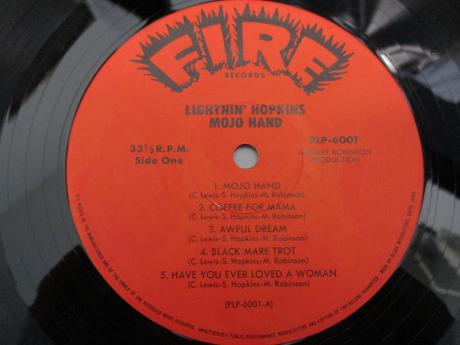 FIRE
RECORDS
LIGHTNIN' HOPKINS
MOJO HAND
33⅓ R.P.M.
Side One
PLP-6001
ROBINSON
PRODUCTION
1. MOJO HAND
(C. Lewis-S. Hopkins-M. Robinson)
2. COFFEE FOR MAMA
(C. Lewis-S. Hopkins-M. Robinson)
3. AWFUL DREAM
(C. Lewis-S. Hopkins-M. Robinson)
4. BLACK MARE TROT
(C. Lewis-S. Hopkins-M. Robinson)
5. HAVE YOU EVER LOVED A WOMAN
(C. Lewis-S. Hopkins-M. Robinson)
(PLP-6001-A)